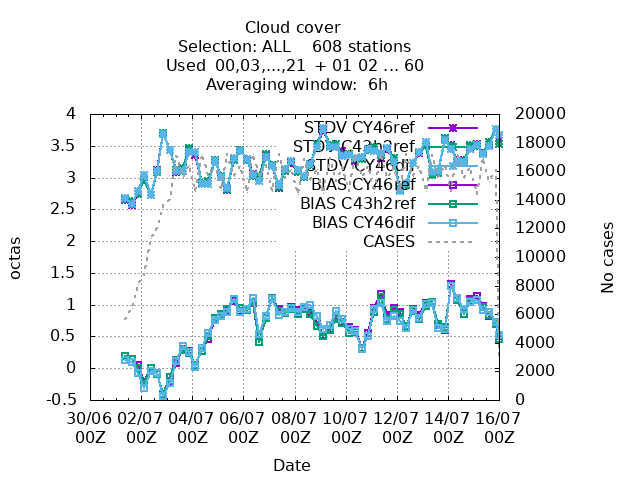 Cloud cover
Selection: ALL    608 stations
Used  00,03,...,21  + 01 02 ... 60
Averaging window:  6h
4
3.5
3
2.5
2
1.5
1
0.5
0
-0.5
octas
20000
18000
16000
14000
12000
10000
8000
6000
4000
2000
0
No cases
STDV CY46ref
STDV C43h2ref
STDV CY46dif
BIAS CY46ref
BIAS C43h2ref
BIAS CY46dif
CASES
30/06 02/07 04/07 06/07 08/07 10/07 12/07 14/07 16/07
00Z 00Z 00Z 00Z 00Z 00Z 00Z 00Z 00Z
Date